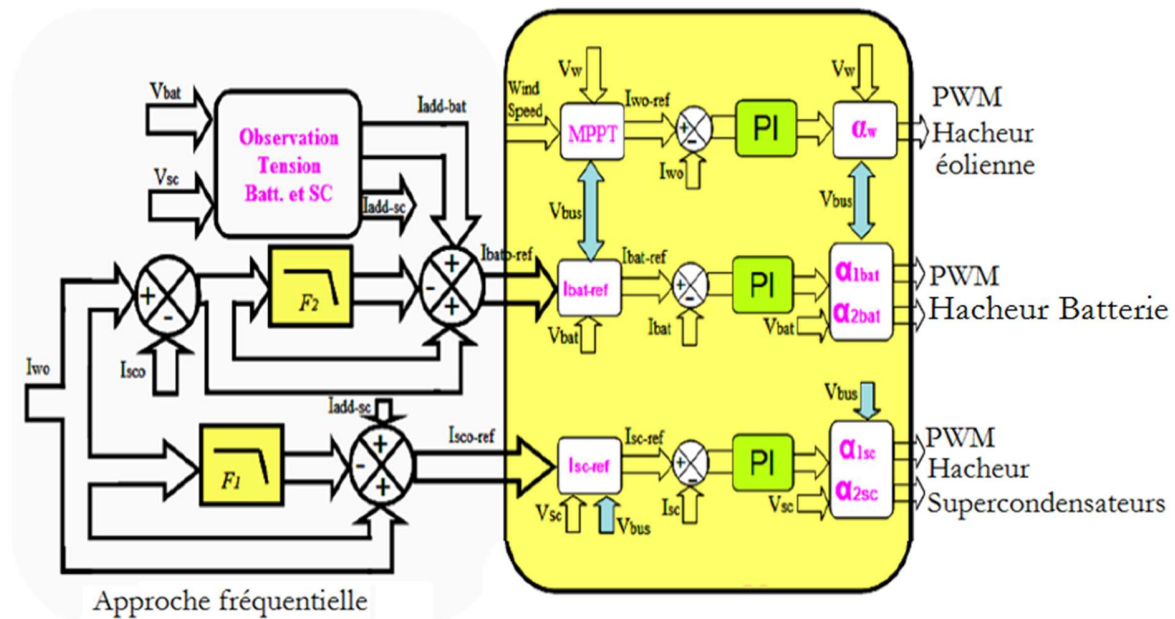 Vbat
Vsc
Observation
Tension
Batt. et SC
Iadd-bat
Iadd-sc
Iwo
Isco
F2
Ibato-ref
Iadd-sc
F1
Isco-ref
Approche fréquentielle
Wind
Speed
Vw
MPPT
Iwo-ref
Iwo
PI
Vw
αw
PWM
Hacheur
éolienne
Vbus
Vbus
Ibat-ref
Vbat
Ibat-ref
Ibat
PI
Vbat
α1bat
α2bat
PWM
Hacheur Batterie
Isc-ref
Vsc
Vbus
Isc-ref
Isc
PI
Vbus
Vsc
α1sc
α2sc
PWM
Hacheur
Supercondensateurs